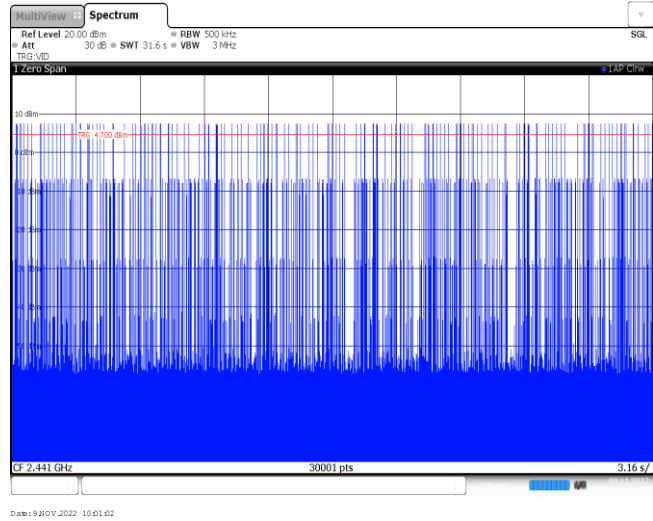 MultiView Spectrum
Ref Level 20.00 dBm RBW 500 kHz SGL
Att 30 dB SWT 31.6 s VBW 3 MHz
TRG:VID
1 Zero Span 1AP Clrw
10 dBm
TRG 4.700 dBm
0 dBm
CF 2.441 GHz 30001 pts 3.16 s/
Date: 9.NOV.2022 10:01:02